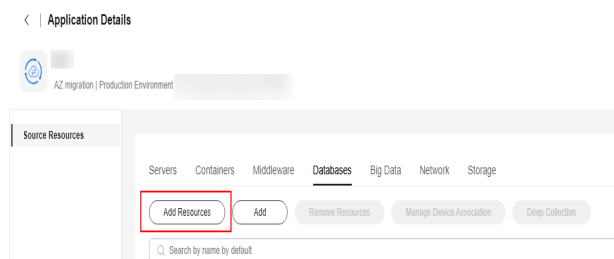 Application Details
AZ migration | Production Environment
Source Resources
Servers Containers Middleware Databases Big Data Network Storage
Add Resources Add Remove Resources Manage Device Association Deep Collection
Search by name by default